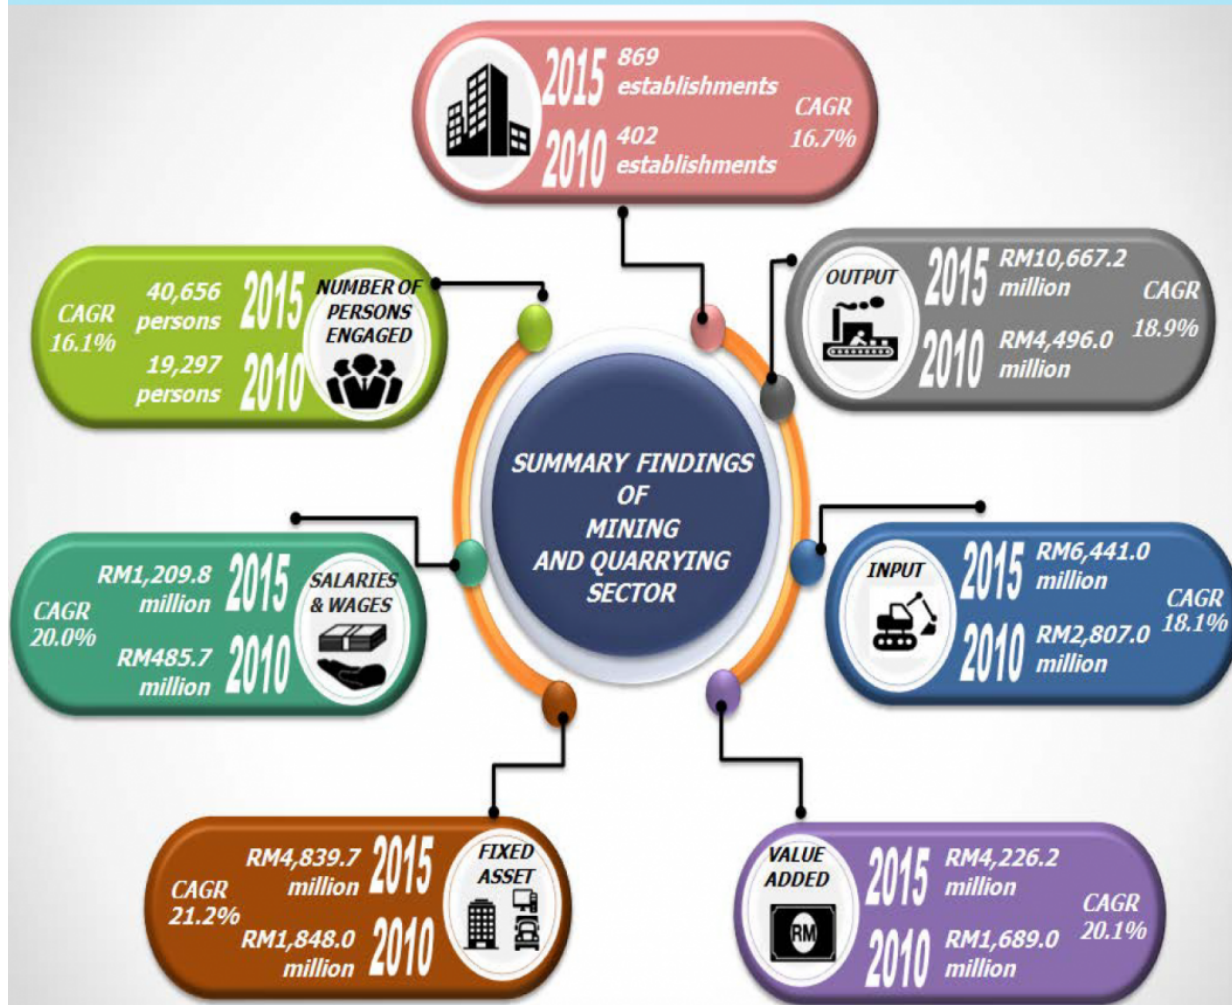 2015
869
establishments
2010
402
establishments
CAGR
16.7%
OUTPUT
2015
RM10,667.2
million
2010
RM4,496.0
million
CAGR
18.9%
INPUT
2015
RM6,441.0
million
2010
RM2,807.0
million
CAGR
18.1%
VALUE
ADDED
RM
2015
RM4,226.2
million
2010
RM1,689.0
million
CAGR
20.1%
FIXED
ASSET
2015
RM4,839.7
million
2010
RM1,848.0
million
CAGR
21.2%
SALARIES
& WAGES
2015
RM1,209.8
million
2010
RM485.7
million
CAGR
20.0%
NUMBER OF
PERSONS
ENGAGED
2015
40,656
persons
2010
19,297
persons
CAGR
16.1%
SUMMARY FINDINGS
OF
MINING
AND QUARRYING
SECTOR